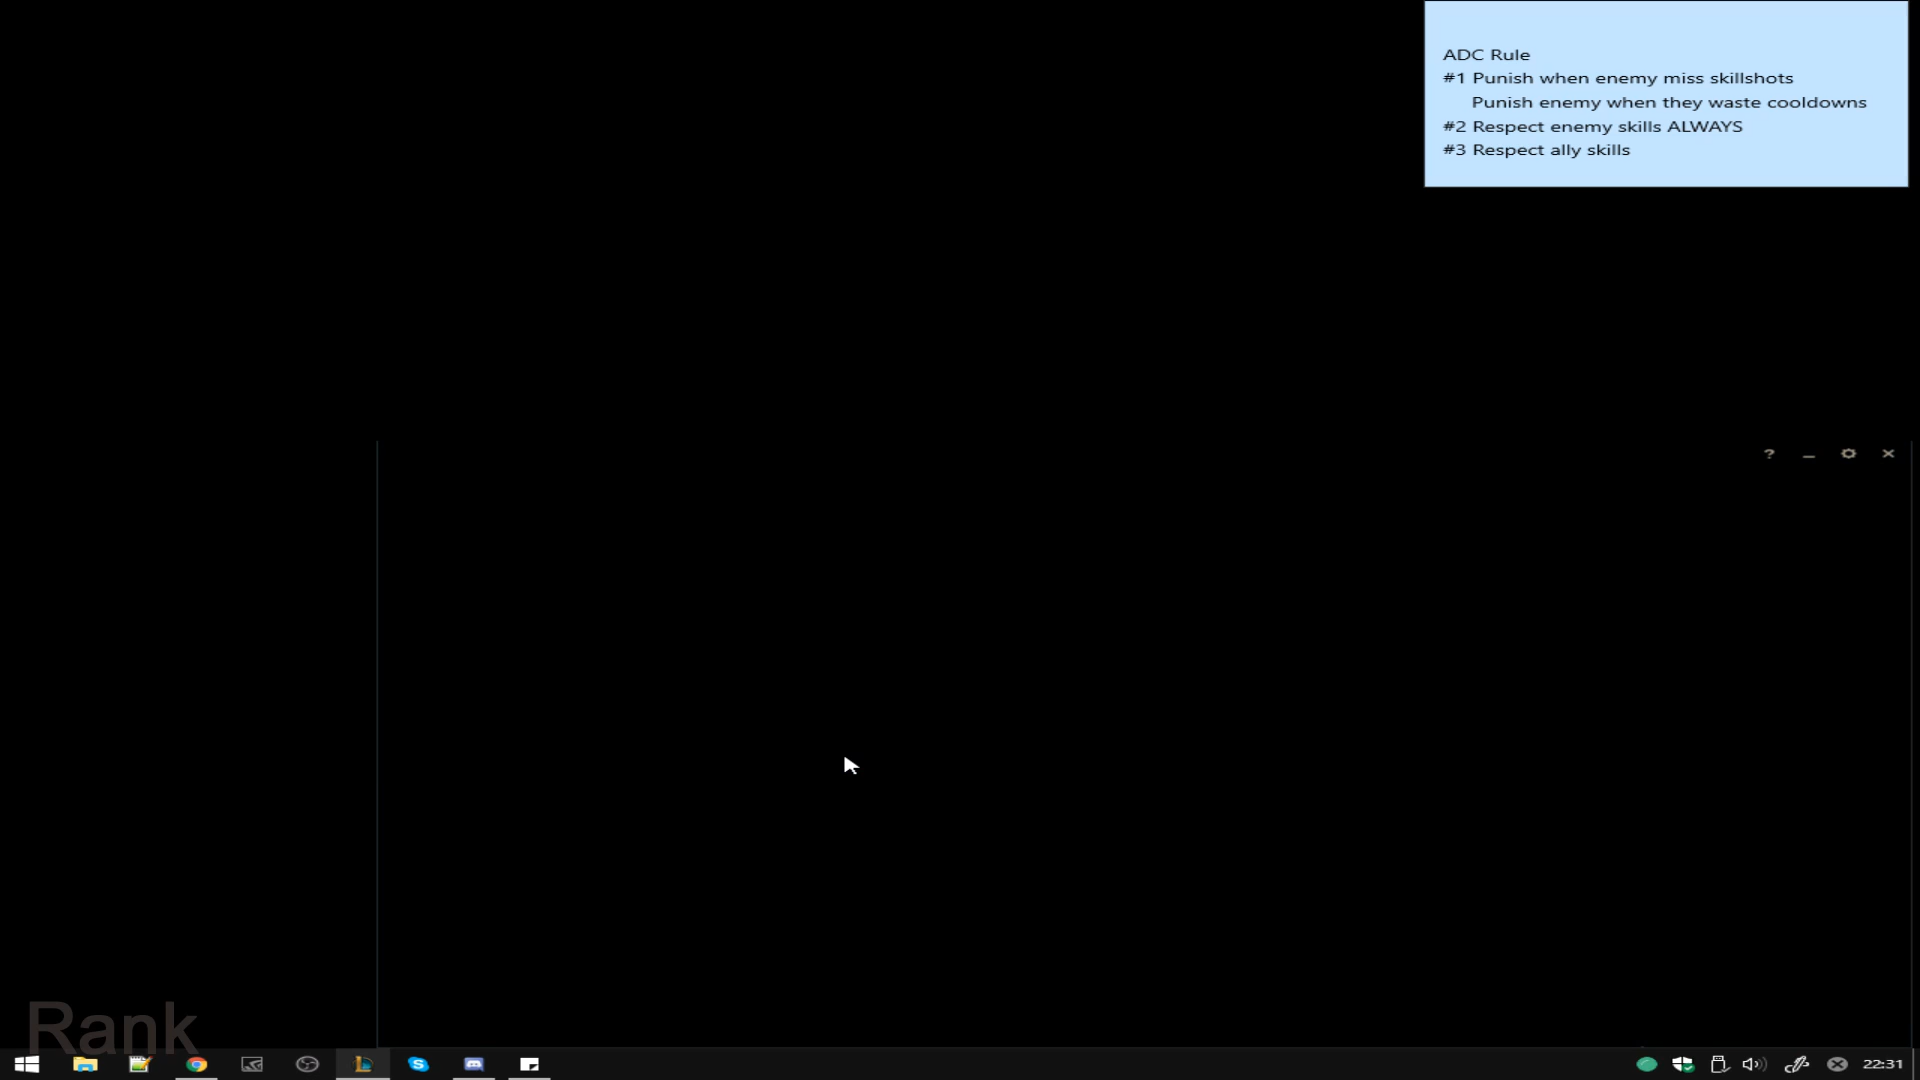 ADC Rule
#1 Punish when enemy miss skillshots
Punish enemy when they waste cooldowns
#2 Respect enemy skills ALWAYS
#3 Respect ally skills
Rank
22:31